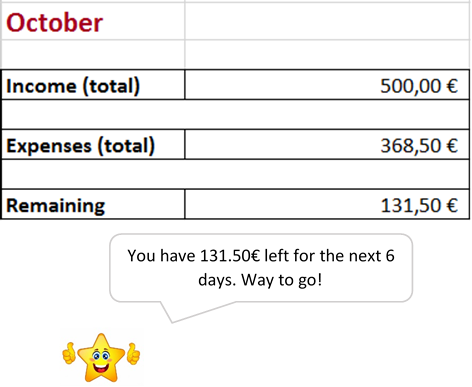 October
Income (total) 500,00 €
Expenses (total) 368,50 €
Remaining 131,50 €
You have 131.50€ left for the next 6
days. Way to go!